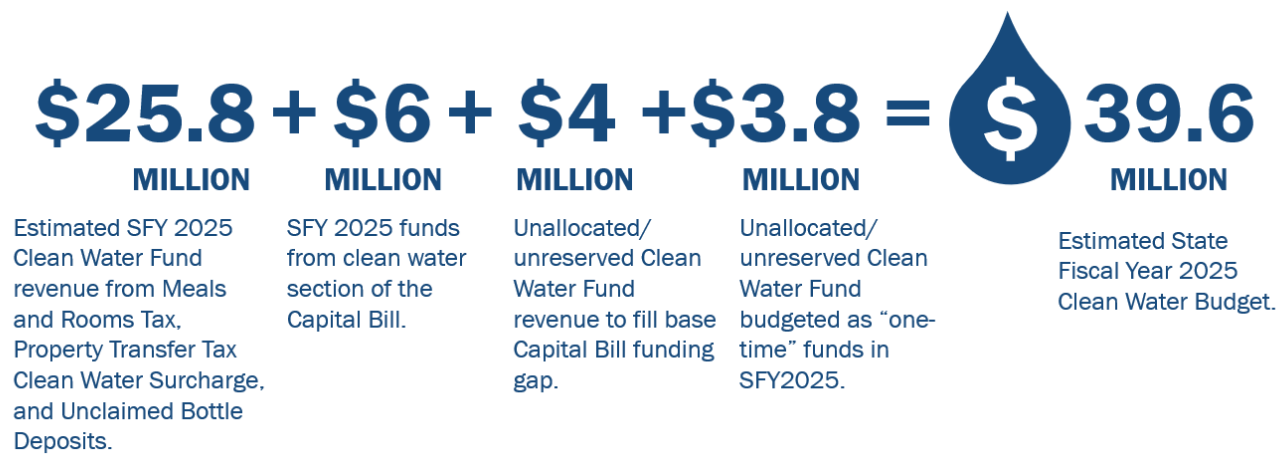 $25.8 + $6 + $4 + $3.8 = $ 39.6
MILLION MILLION MILLION MILLION MILLION
Estimated SFY 2025
Clean Water Fund
revenue from Meals
and Rooms Tax,
Property Transfer Tax
Clean Water Surcharge,
and Unclaimed Bottle
Deposits.
SFY 2025 funds
from clean water
section of the
Capital Bill.
Unallocated/
unreserved Clean
Water Fund
revenue to fill base
Capital Bill funding
gap.
Unallocated/
unreserved Clean
Water Fund
budgeted as “one-
time” funds in
SFY2025.
Estimated State
Fiscal Year 2025
Clean Water Budget.